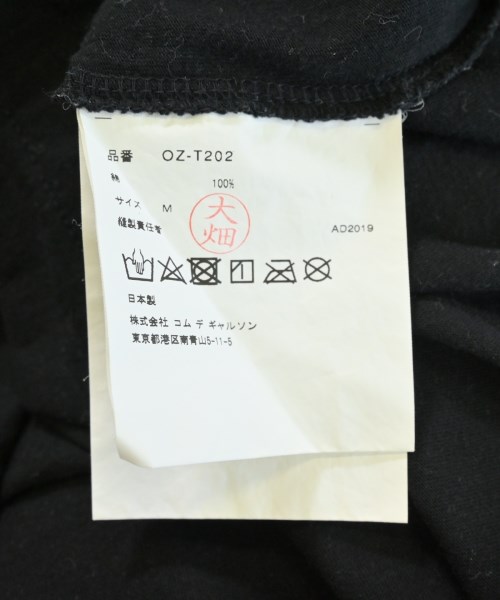 品番 OZ-T202
綿 100%
サイズ M
縫製責任者 大畑
AD2019
日本製
株式会社 コム デ ギャルソン
東京都港区南青山5-11-5